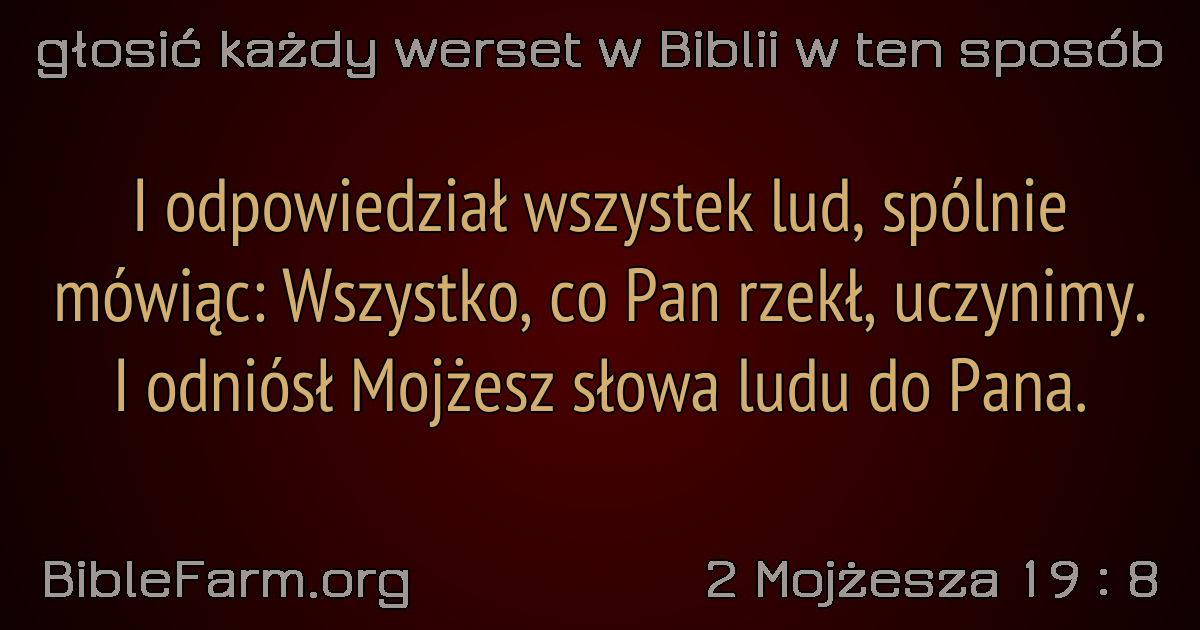 głosić każdy werset w Biblii w ten sposób
I odpowiedział wszystek lud, spólnie
mówiąc: Wszystko, co Pan rzekł, uczynimy.
I odniósł Mojżesz słowa ludu do Pana.
BibleFarm.org
2 Mojżesza 19 : 8